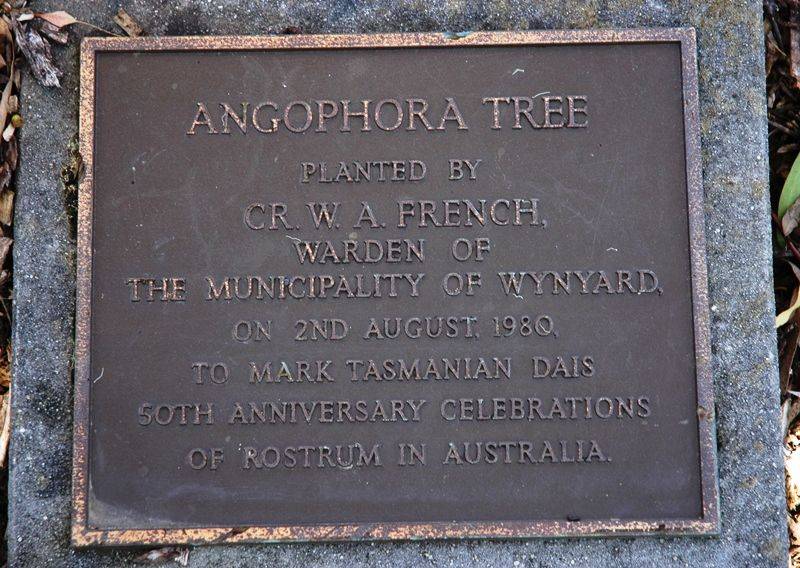 ANGOPHORA TREE
PLANTED BY
CR. W. A. FRENCH,
WARDEN OF
THE MUNICIPALITY OF WYNYARD,
ON 2ND AUGUST, 1980,
TO MARK TASMANIAN DAIS
50TH ANNIVERSARY CELEBRATIONS
OF ROSTRUM IN AUSTRALIA.